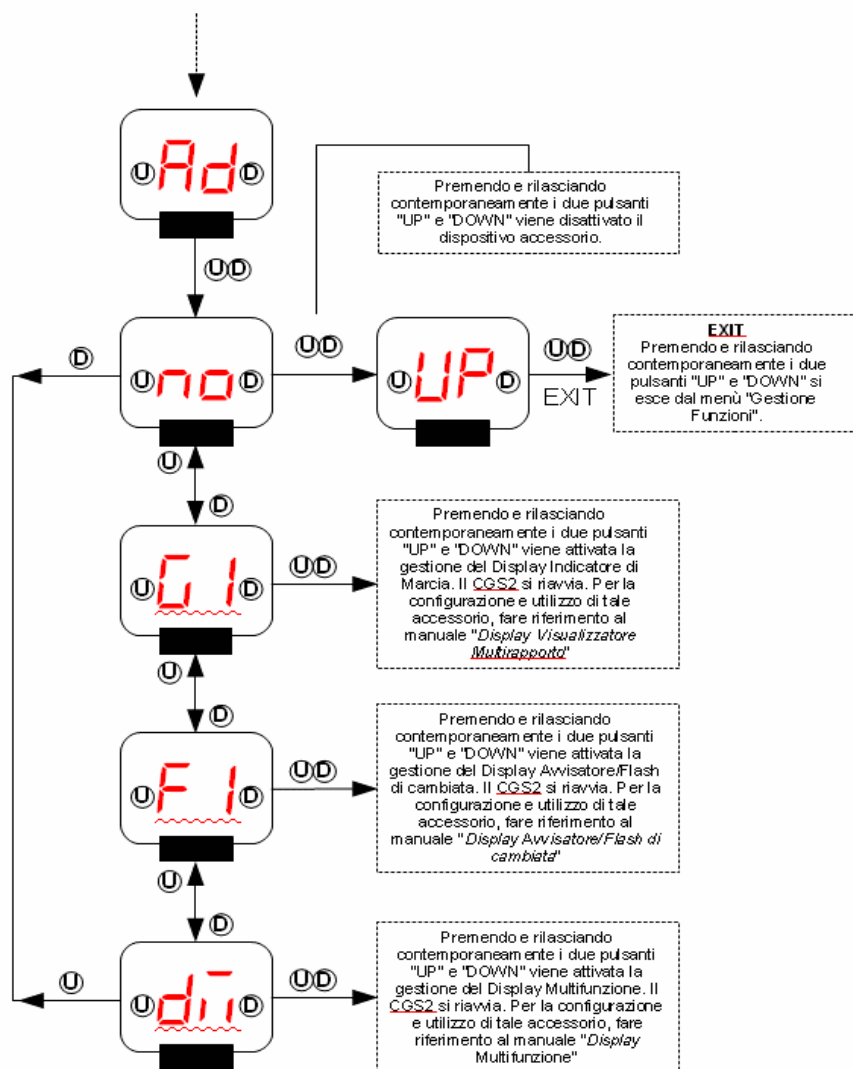 U Ad D
Premendo e rilasciando
contemporaneamente i due pulsanti
"UP" e "DOWN" viene disattivato il
dispositivo accessorio.
U D
D
U no D
U D
U UP D
U D
EXIT
EXIT
Premendo e rilasciando
contemporaneamente i due
pulsanti "UP" e "DOWN" si
esce dal menù "Gestione
Funzioni".
U
D
U G1 D
U D
Premendo e rilasciando
contemporaneamente i due pulsanti
"UP" e "DOWN" viene attivata la
gestione del Display Indicatore di
Marcia. Il CGS2 si riavvia. Per la
configurazione e utilizzo di tale
accessorio, fare riferimento al
manuale "Display Visualizzatore
Multirapporto"
U
D
U F1 D
U D
Premendo e rilasciando
contemporaneamente i due pulsanti
"UP" e "DOWN" viene attivata la
gestione del Display Avvisatore/Flash
di cambiata. Il CGS2 si riavvia. Per la
configurazione e utilizzo di tale
accessorio, fare riferimento al
manuale "Display Avvisatore/Flash di
cambiata"
U
D
U
U dm D
U D
Premendo e rilasciando
contemporaneamente i due pulsanti
"UP" e "DOWN" viene attivata la
gestione del Display Multifunzione. Il
CGS2 si riavvia. Per la configurazione
e utilizzo di tale accessorio, fare
riferimento al manuale "Display
Multifunzione"